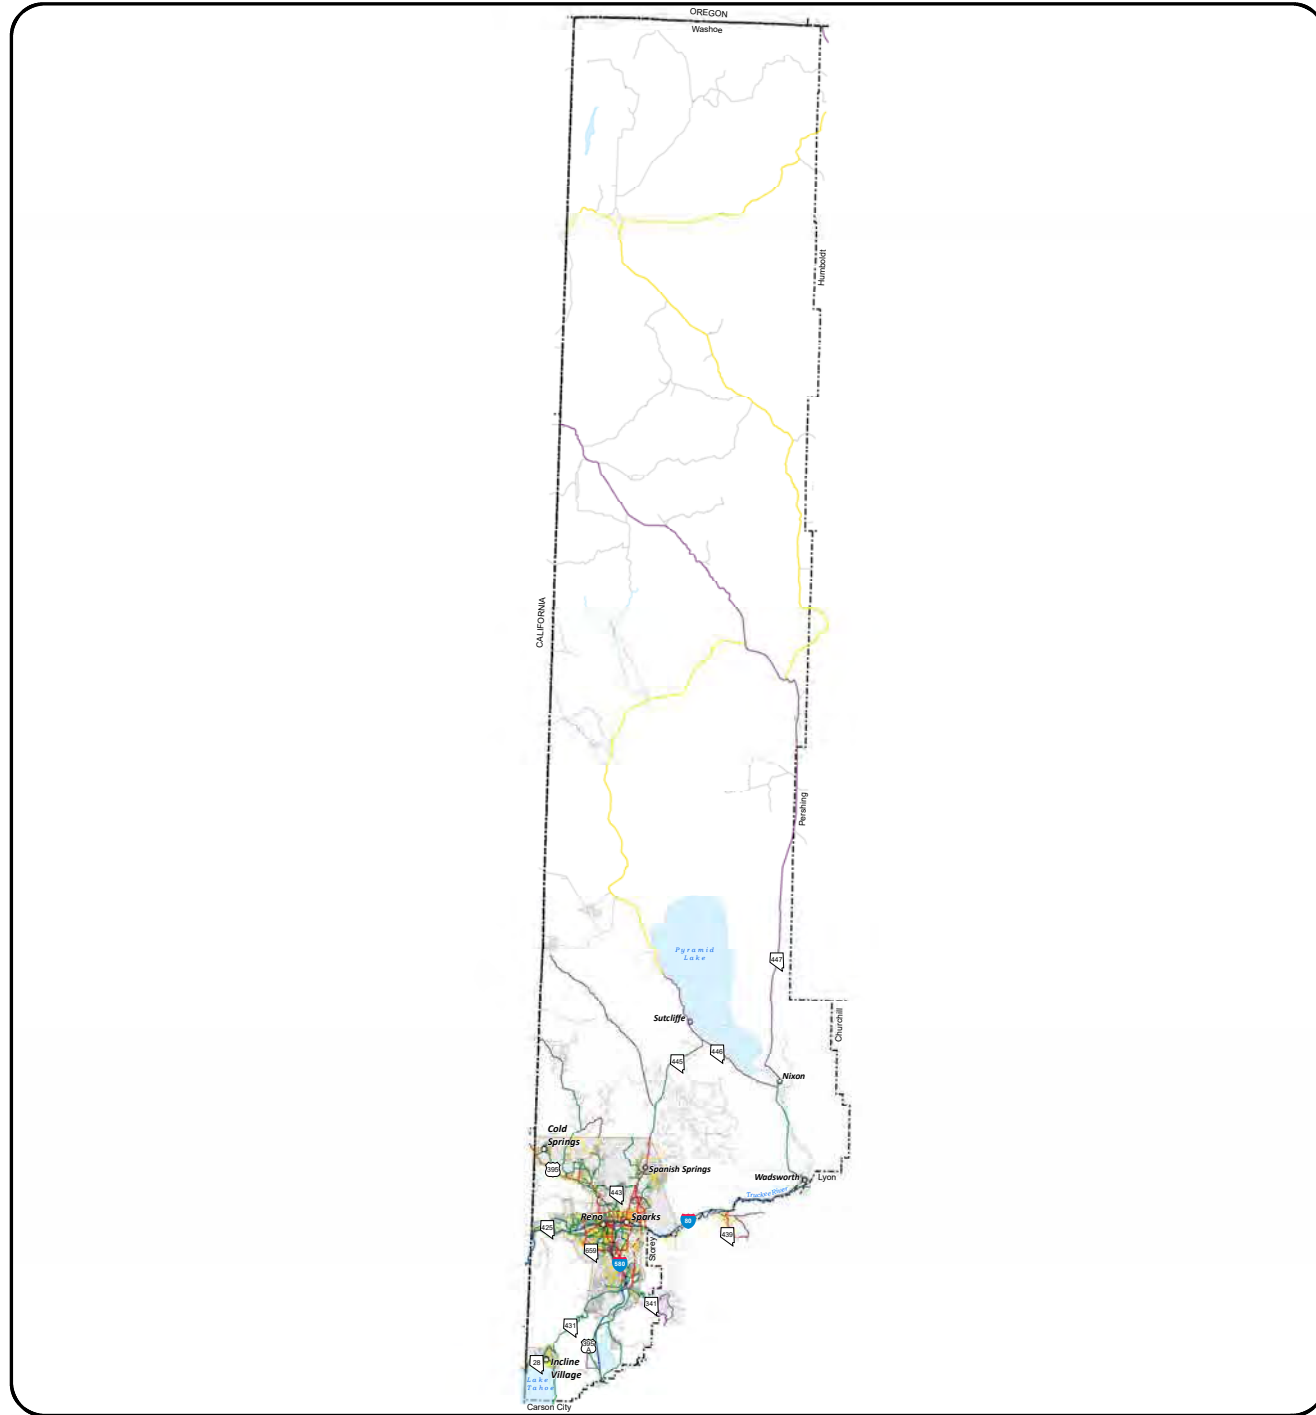 OREGON
Washoe
Humboldt
CALIFORNIA
Pershing
Pyramid
Lake
447
Sutcliffe
Churchill
446
445
Nixon
Cold
Springs
395
Spanish Springs
Wadsworth
Lyon
443
Truckee River
Reno
Sparks
80
425
439
659
Storey
580
341
431
395
A
28
Incline
Village
Lake
Tahoe
Carson City